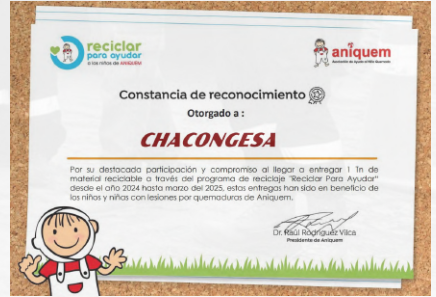 reciclar
para ayudar
a los niños de ANIQUEM
aniquem
Asociación de Ayuda al Niño Quemado
Constancia de reconocimiento
Otorgado a :
CHACONGESA
Por su destacada participación y compromiso al llegar a entregar 1 Tn de
material reciclable a través del programa de reciclaje "Reciclar Para Ayudar"
desde el año 2024 hasta marzo del 2025, estas entregas han sido en beneficio de
los niños y niñas con lesiones por quemaduras de Aniquem.
Dr. Raúl Rodríguez Vilca
Presidente de Aniquem